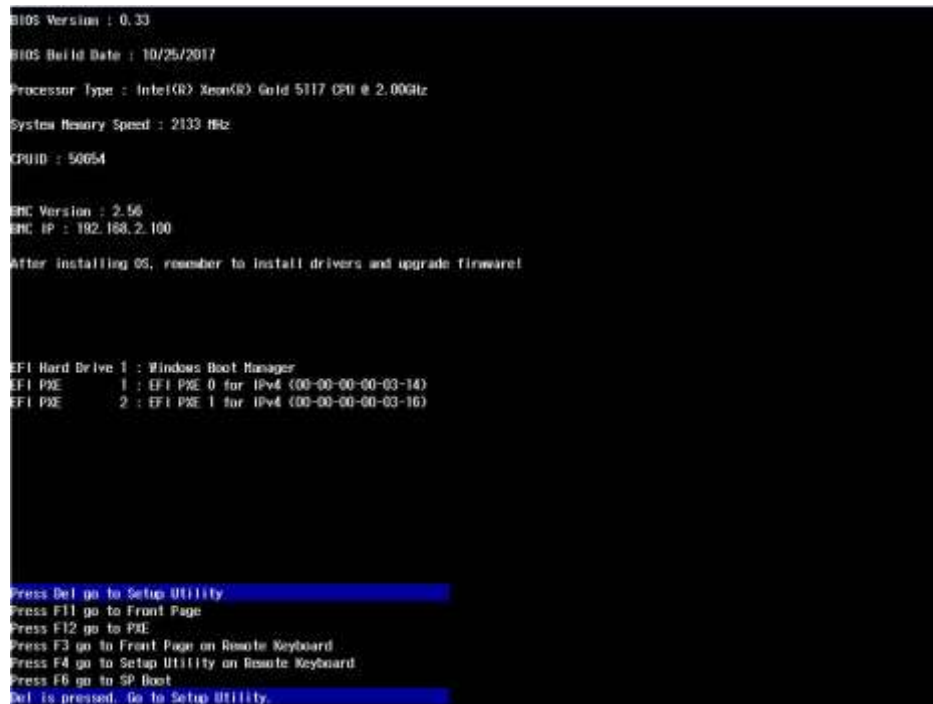 BIOS Version : 0.33
BIOS Build Date : 10/25/2017
Processor Type : Intel(R) Xeon(R) Gold 5117 CPU @ 2.00GHz
System Memory Speed : 2133 MHz
CPUID : 50654
BMC Version : 2.56
BMC IP : 192.168.2.100
After installing OS, remember to install drivers and upgrade firmware!
EFI Hard Drive 1 : Windows Boot Manager
EFI PXE 1 : EFI PXE 0 for IPv4 (00-00-00-00-03-14)
EFI PXE 2 : EFI PXE 1 for IPv4 (00-00-00-00-03-16)
Press Del go to Setup Utility
Press F11 go to Front Page
Press F12 go to PXE
Press F3 go to Front Page on Remote Keyboard
Press F4 go to Setup Utility on Remote Keyboard
Press F6 go to SP Boot
Del is pressed. Go to Setup Utility.